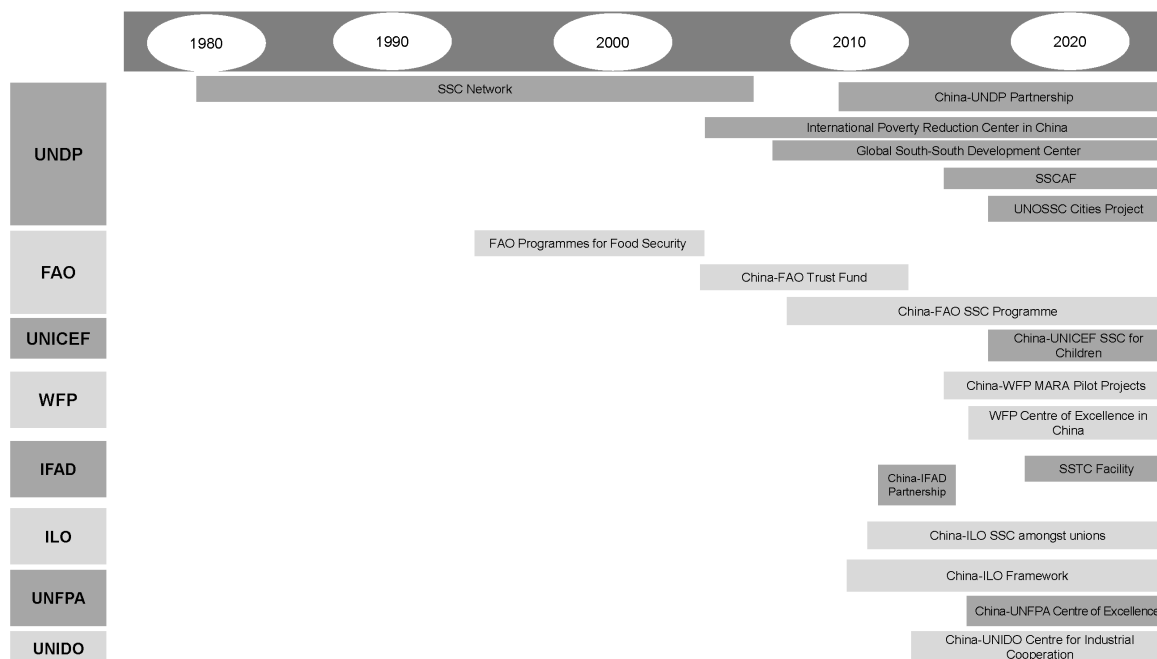 1980
1990
2000
2010
2020
UNDP
SSC Network
China-UNDP Partnership
International Poverty Reduction Center in China
Global South-South Development Center
SSCAF
UNOSSC Cities Project
FAO
FAO Programmes for Food Security
China-FAO Trust Fund
China-FAO SSC Programme
UNICEF
China-UNICEF SSC for
Children
WFP
China-WFP MARA Pilot Projects
WFP Centre of Excellence in
China
IFAD
China-IFAD
Partnership
SSTC Facility
ILO
China-ILO SSC amongst unions
China-ILO Framework
UNFPA
China-UNFPA Centre of Excellence
UNIDO
China-UNIDO Centre for Industrial
Cooperation